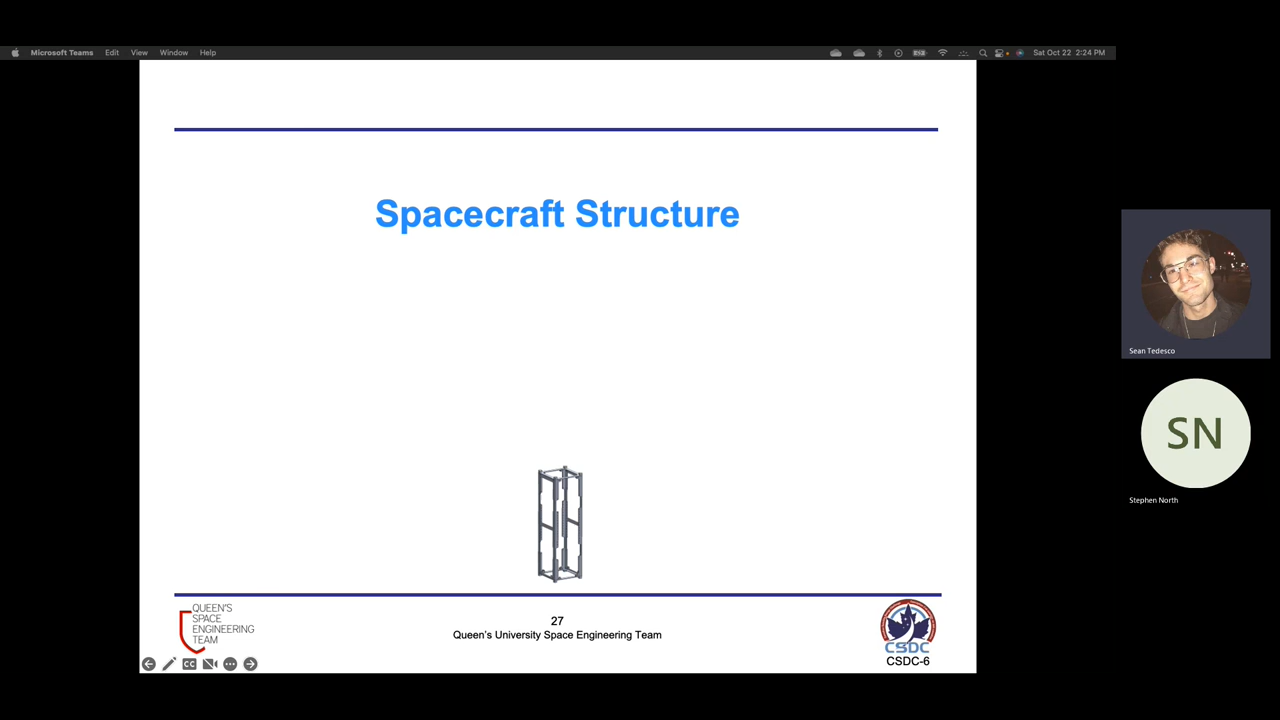 Microsoft Teams Edit View Window Help Sat Oct 22 2:24 PM
Spacecraft Structure
Sean Tedesco
SN
Stephen North
QUEEN'S
SPACE
ENGINEERING
TEAM
27
Queen's University Space Engineering Team
CSDC
CSDC-6
CC